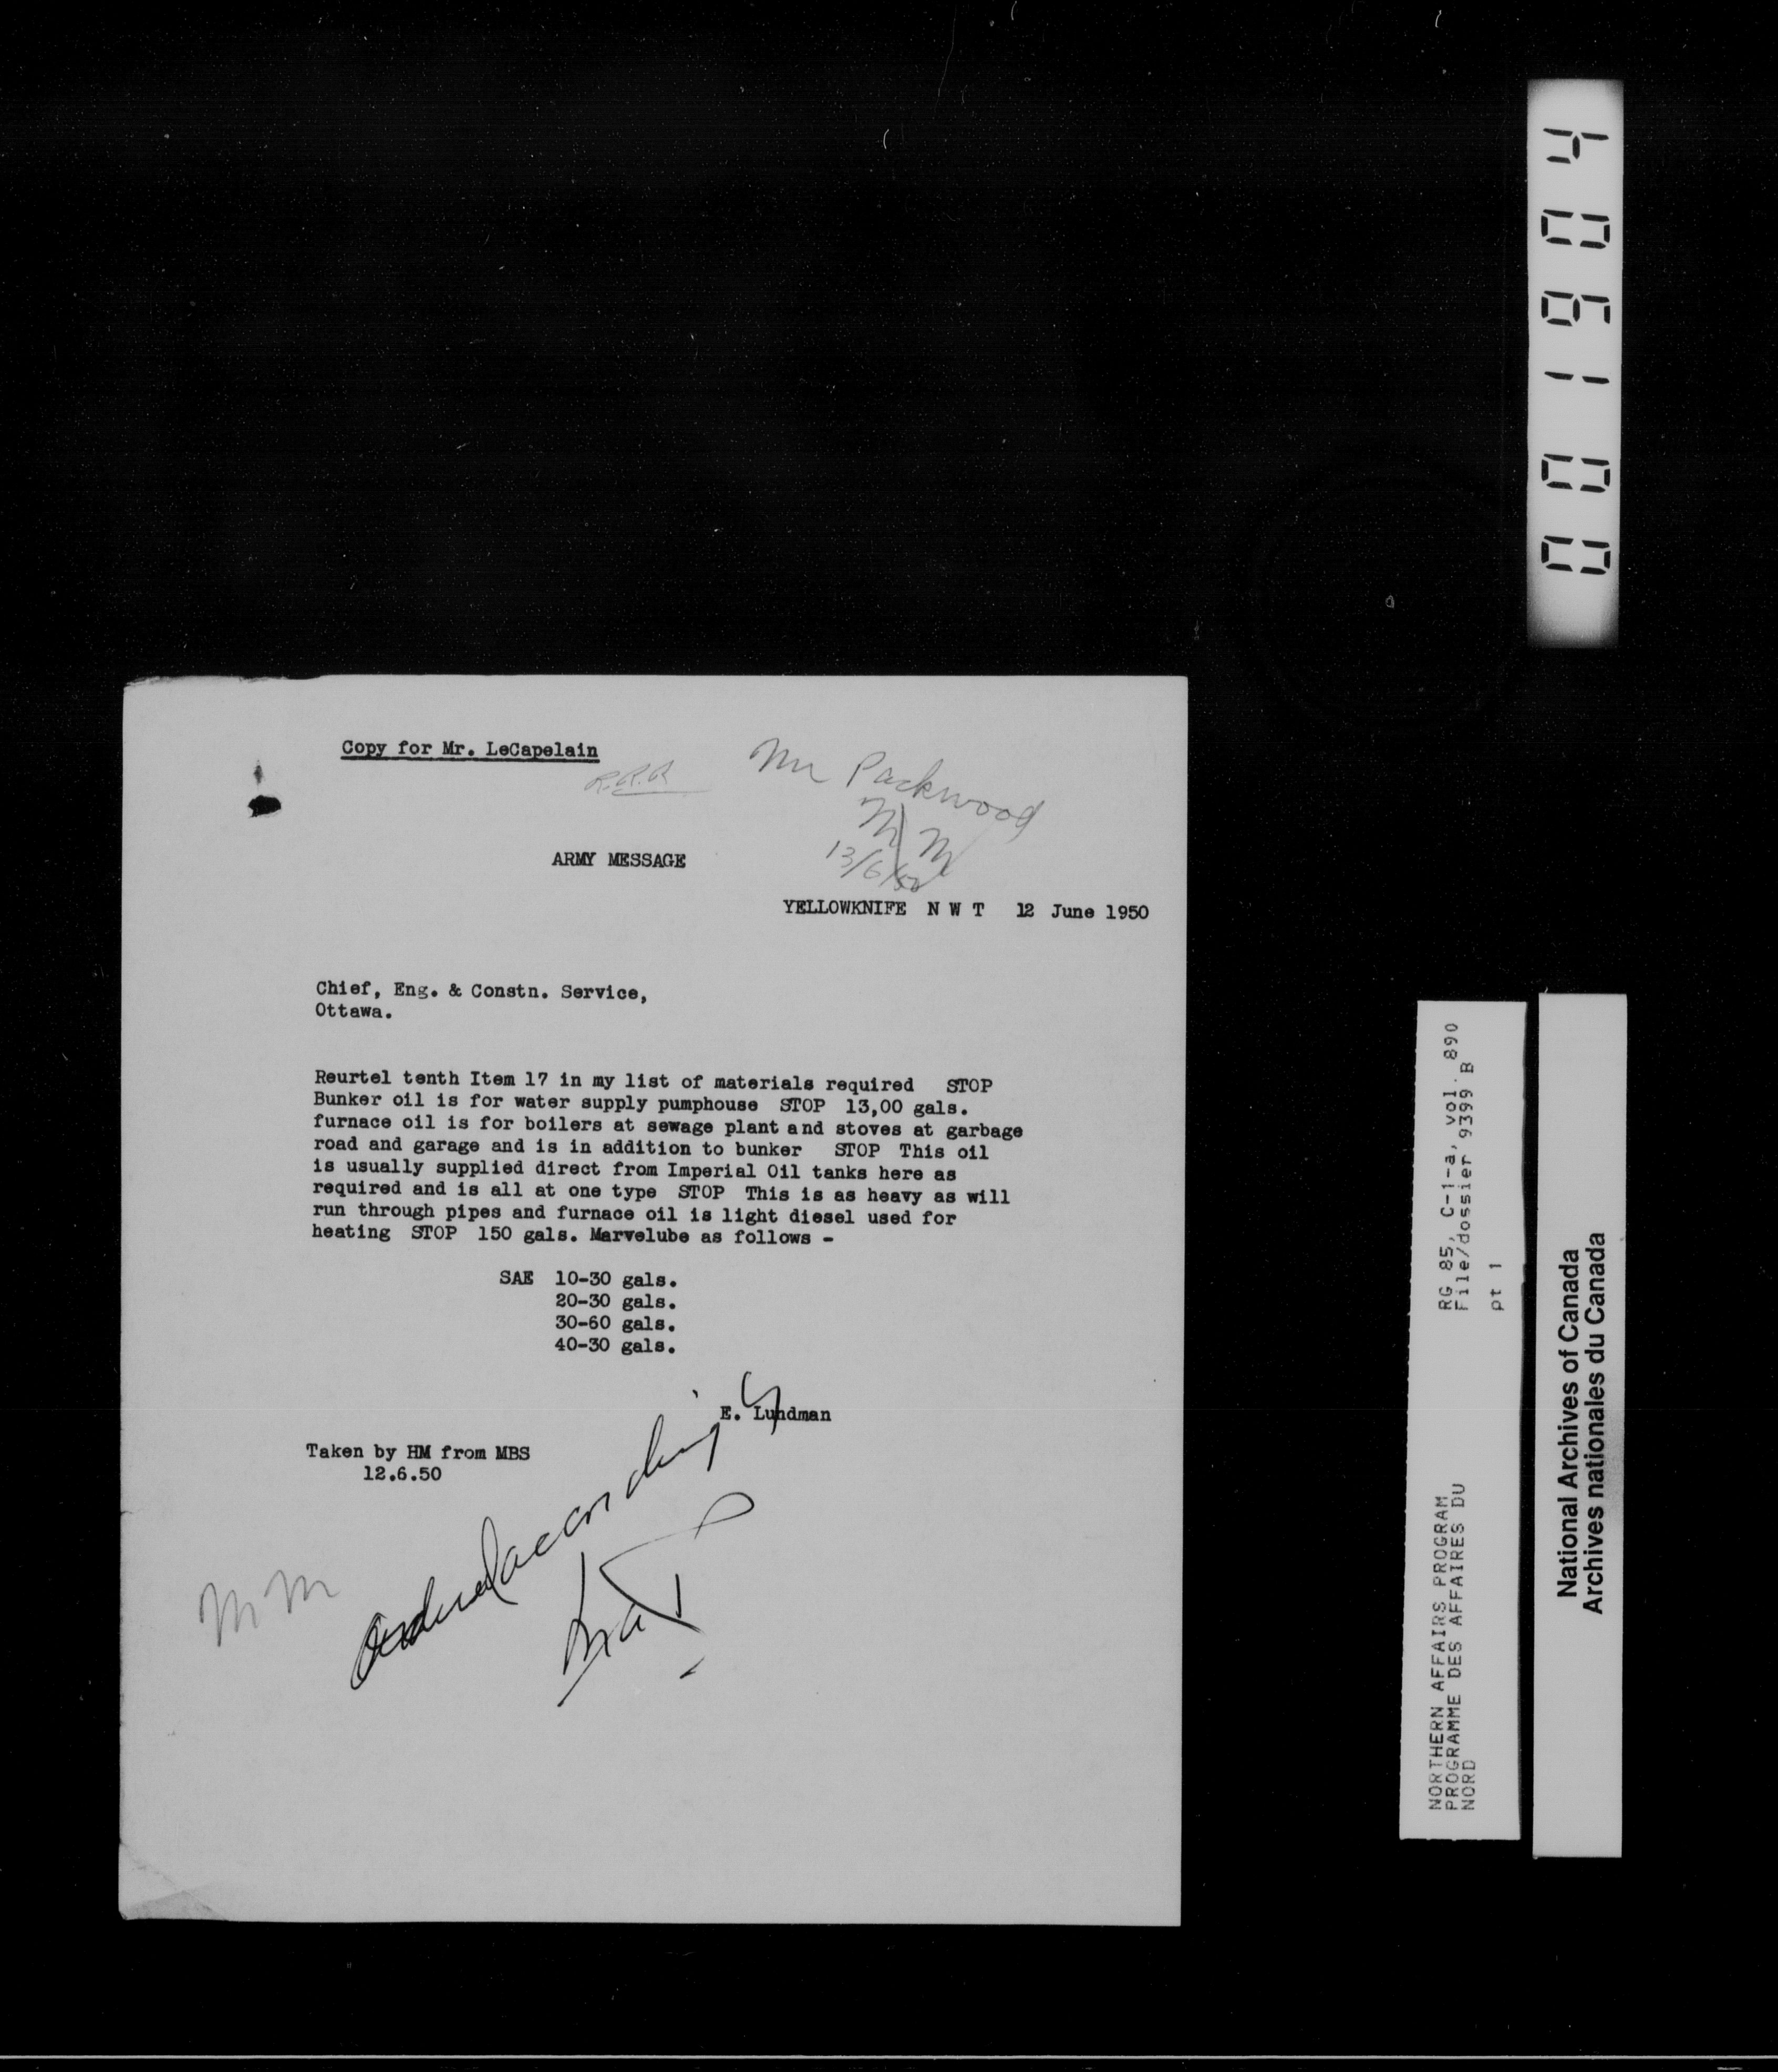 Copy for Mr. LeCapelain
R.R.R
Mr Packwood
MM
13/6/50
ARMY MESSAGE
YELLOWKNIFE N W T 12 June 1950
Chief, Eng. & Constn. Service,
Ottawa.
Reurtel tenth Item 17 in my list of materials required STOP
Bunker oil is for water supply pumphouse STOP 13,00 gals.
furnace oil is for boilers at sewage plant and stoves at garbage
road and garage and is in addition to bunker STOP This oil
is usually supplied direct from Imperial Oil tanks here as
required and is all at one type STOP This is as heavy as will
run through pipes and furnace oil is light diesel used for
heating STOP 150 gals. Marvelube as follows -
SAE 10-30 gals.
20-30 gals.
30-60 gals.
40-30 gals.
E. Lundman
Taken by HM from MBS
12.6.50
Ordered accordingly
MM
001904
RG 85, C-1-a, vol. 890
File/dossier 9399 B
pt 1
NORTHERN AFFAIRS PROGRAM
PROGRAMME DES AFFAIRES DU
NORD
National Archives of Canada
Archives nationales du Canada